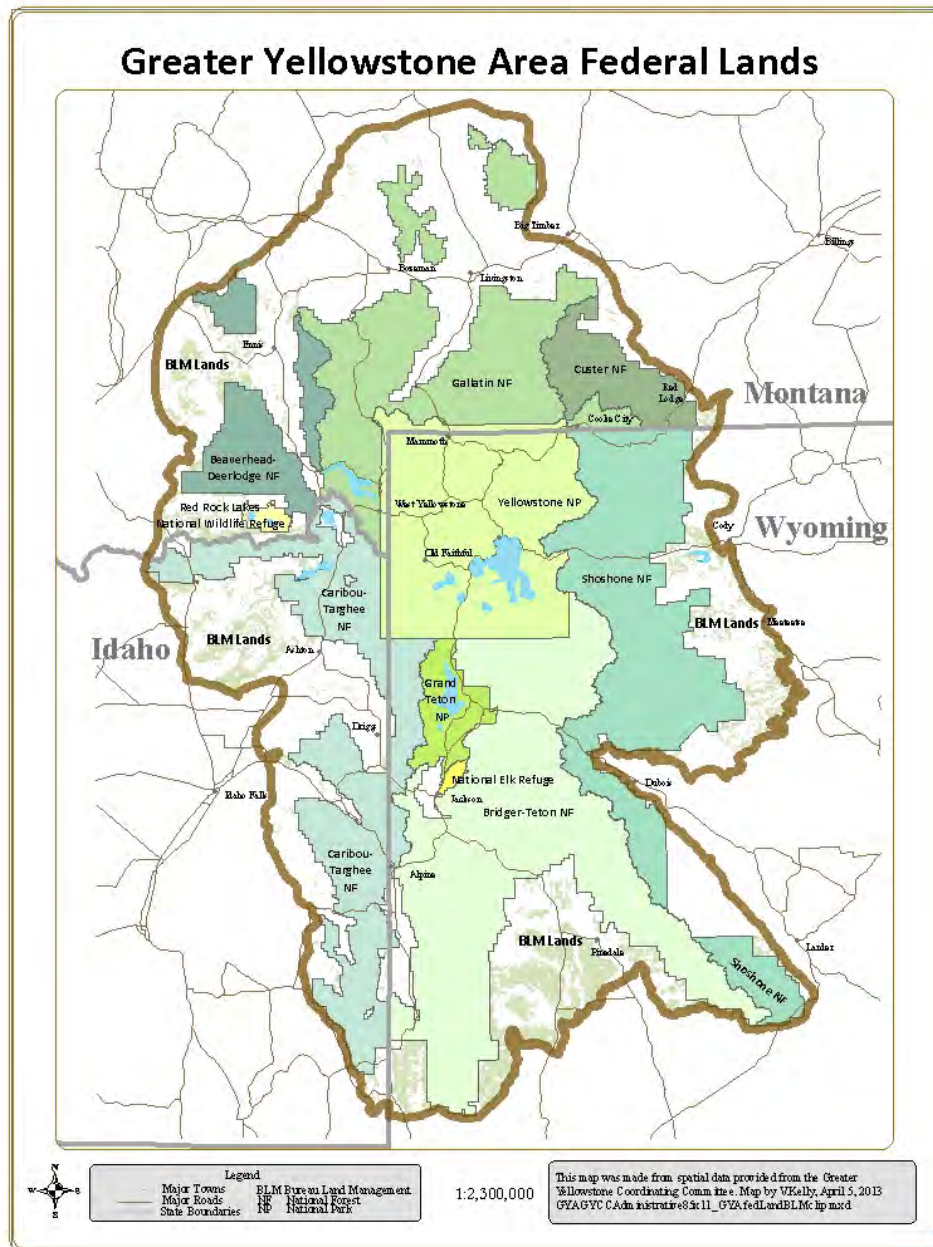 Greater Yellowstone Area Federal Lands
Big Timber
Billings
Bozeman
Livingston
Ennis
BLM Lands
Gallatin NF
Custer NF
Red
Lodge
Montana
Cooke City
Mammoth
Beaverhead-
Deerlodge NF
West Yellowstone
Yellowstone NP
Red Rock Lakes
National Wildlife Refuge
Cody
Wyoming
Old Faithful
Shoshone NF
Caribou-
Targhee
NF
Idaho
BLM Lands
Ashton
BLM Lands
Meeteetse
Grand
Teton
NP
Driggs
National Elk Refuge
Dubois
Idaho Falls
Jackson
Bridger-Teton NF
Caribou-
Targhee
NF
Alpine
BLM Lands
Pinedale
Lander
Shoshone NF
N
W
E
S
Legend
Major Towns
Major Roads
State Boundaries
BLM Bureau Land Management
NF National Forest
NP National Park
1:2,300,000
This map was made from spatial data provided from the Greater
Yellowstone Coordinating Committee. Map by V.Kelly, April 5, 2013